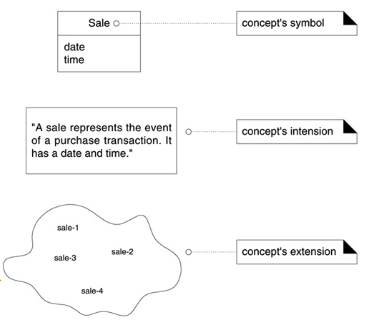 Sale
concept's symbol
date
time
"A sale represents the event
of a purchase transaction. It
has a date and time."
concept's intension
sale-1
sale-2
sale-3
sale-4
concept's extension